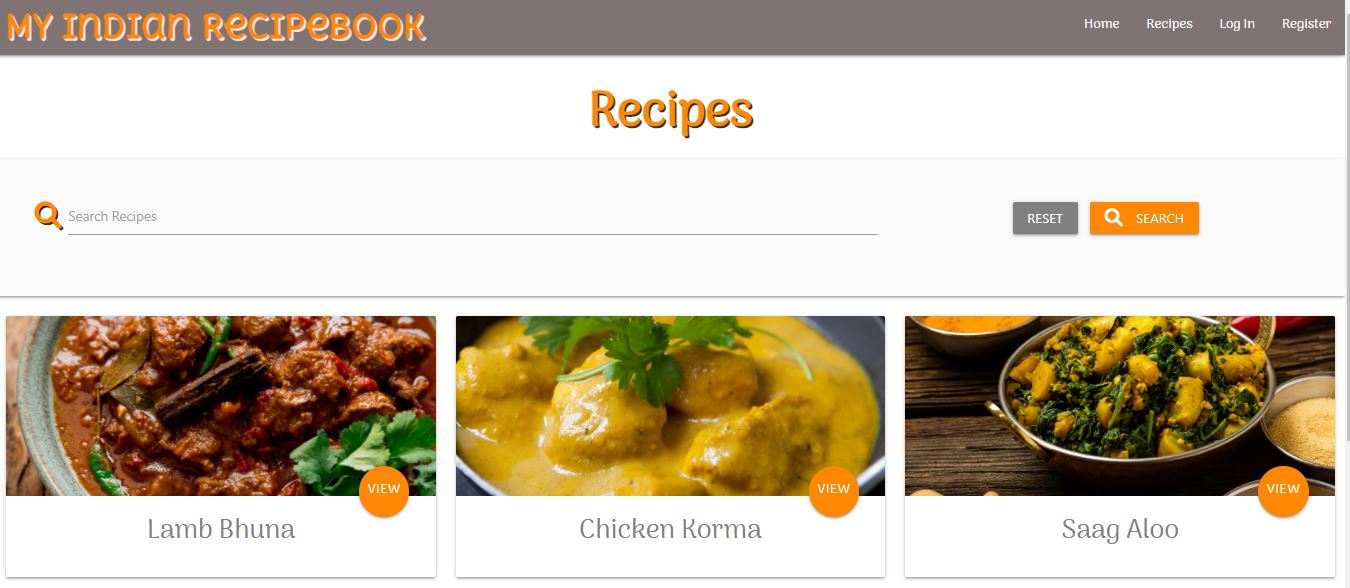 My Indian Recipebook
Home Recipes Log In Register
Recipes
Search Recipes
RESET
SEARCH
VIEW
Lamb Bhuna
VIEW
Chicken Korma
VIEW
Saag Aloo